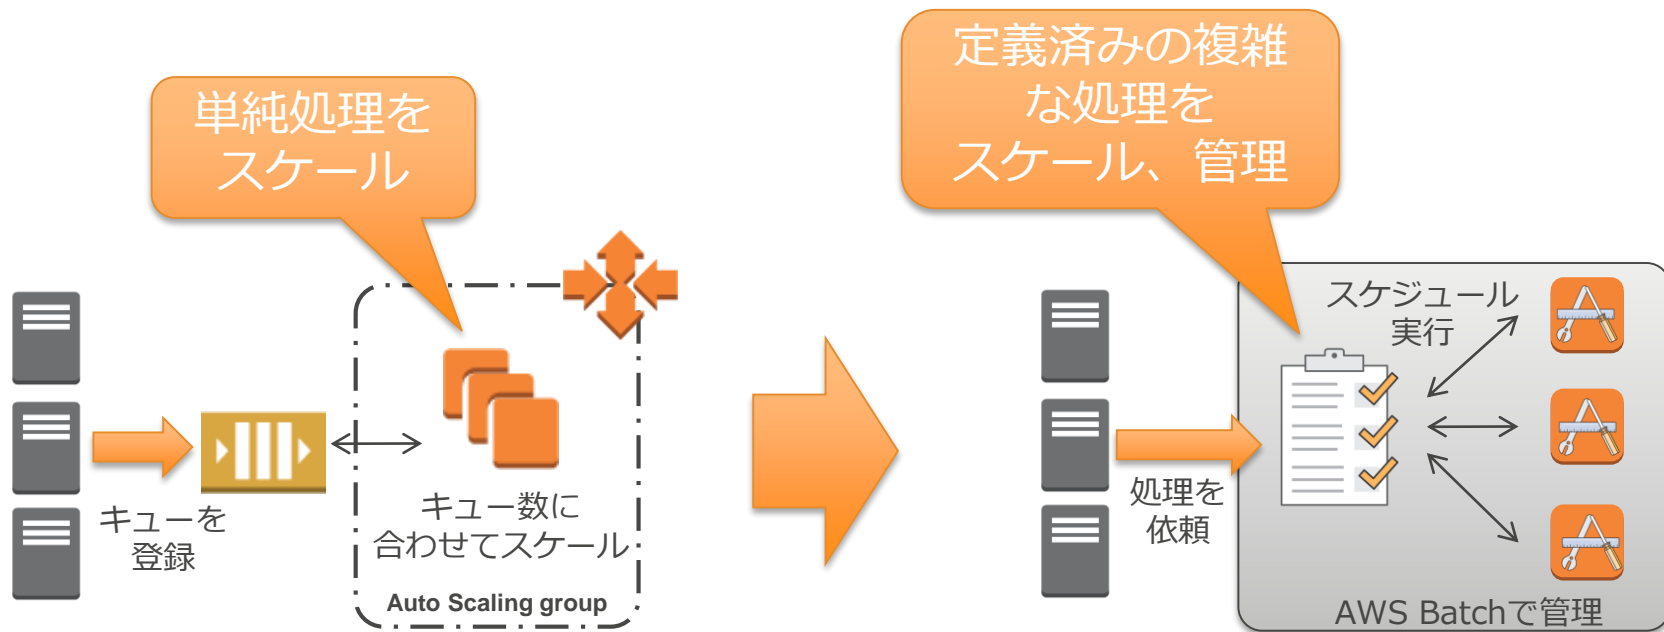 単純処理を
スケール
キューを
登録
キュー数に
合わせてスケール
Auto Scaling group
定義済みの複雑
な処理を
スケール、管理
処理を
依頼
スケジュール
実行
AWS Batchで管理